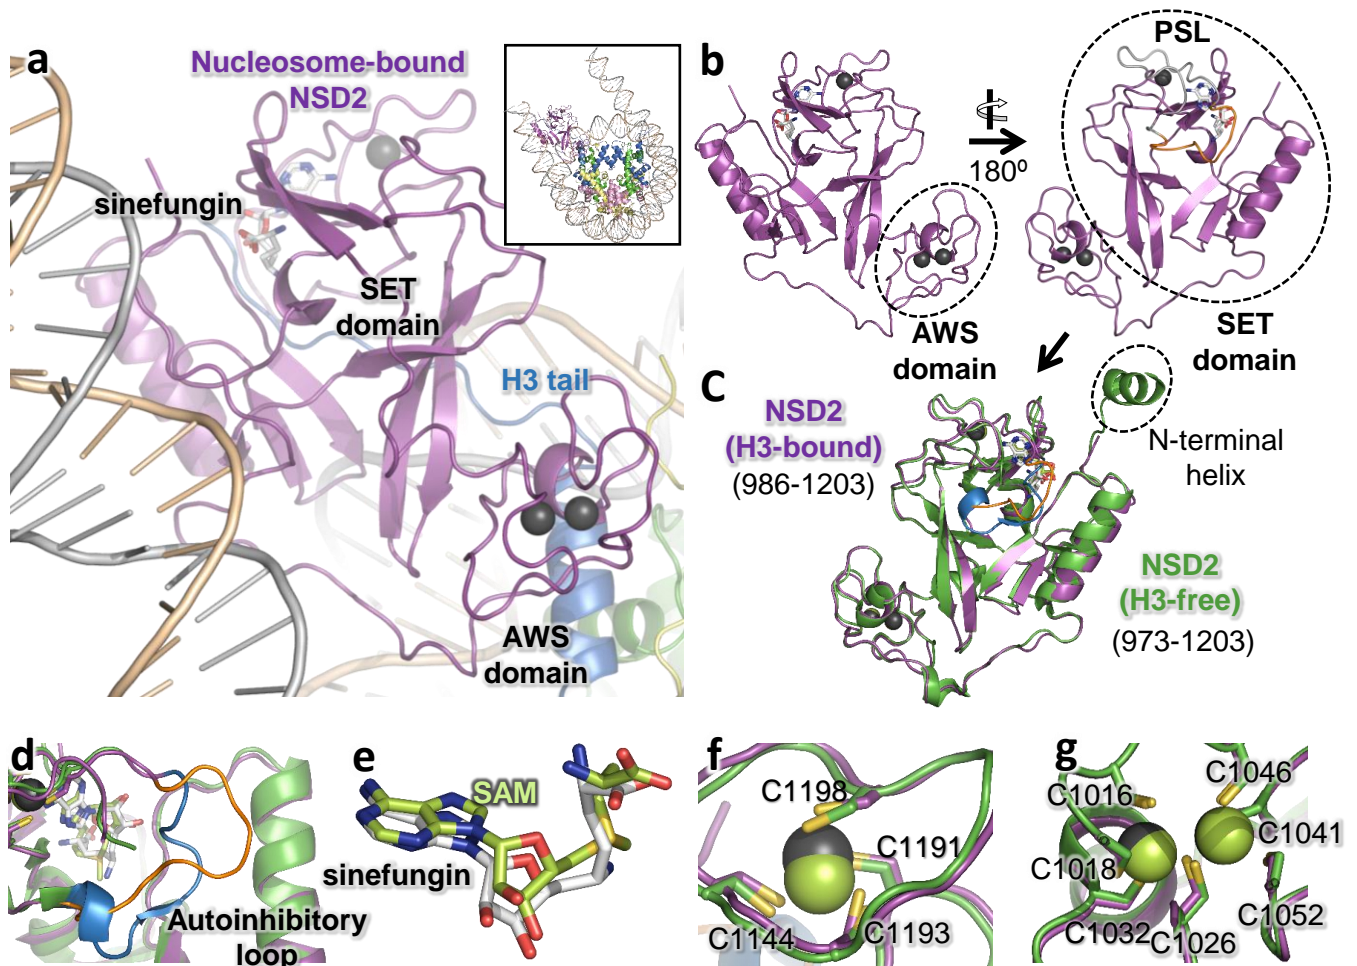 a
Nucleosome-bound
NSD2
sinefungin
SET
domain
H3 tail
AWS
domain
b
PSL
180º
AWS
domain
SET
domain
C
NSD2
(H3-bound)
(986-1203)
N-terminal
helix
NSD2
(H3-free)
(973-1203)
d
Autoinhibitory
loop
e
SAM
sinefungin
f
C1198
C1191
C1144
C1193
g
C1046
C1016
C1041
C1018
C1032
C1026
C1052